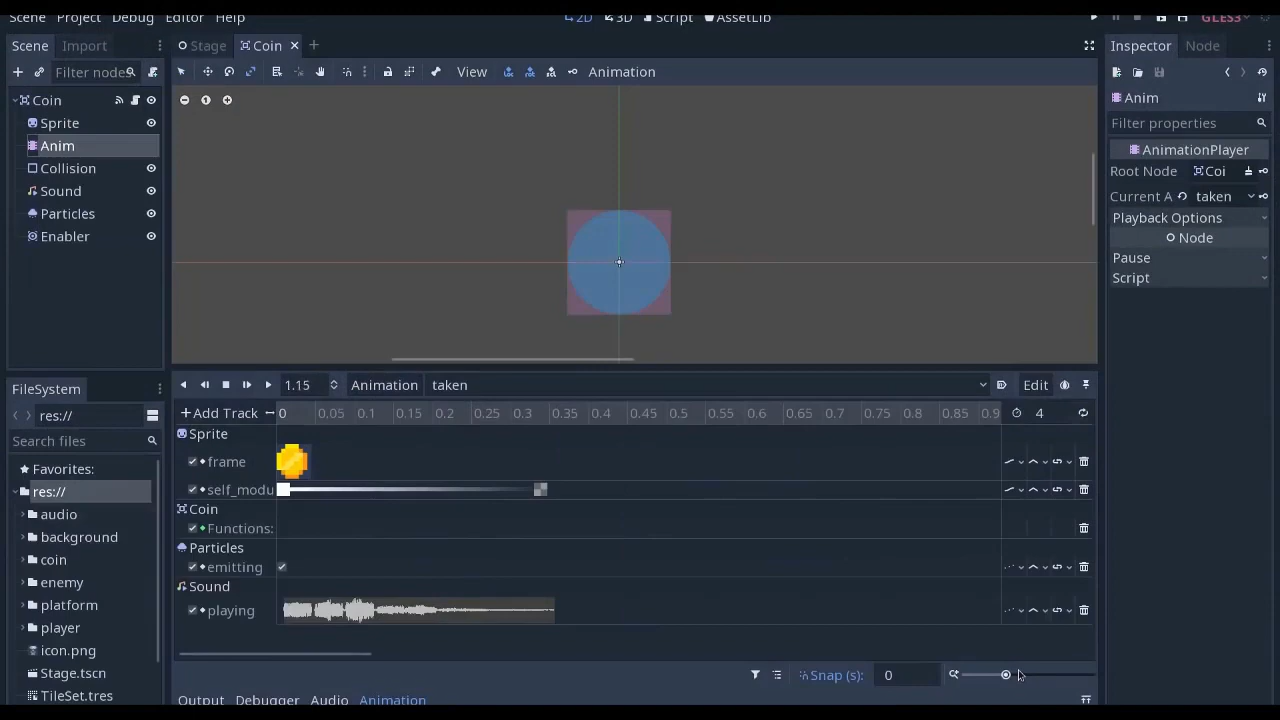 Scene Project Debug Editor Help 2D 3D Script AssetLib GLES3
Scene Import Stage Coin Inspector Node
Filter nodes View Animation
Anim
Coin
Filter properties
Sprite
Anim
AnimationPlayer
Collision
Root Node Coi
Sound
Current A taken
Particles
Playback Options
Enabler
Node
Pause
Script
FileSystem
1.15 Animation taken Edit
res://
Add Track 0 0.05 0.1 0.15 0.2 0.25 0.3 0.35 0.4 0.45 0.5 0.55 0.6 0.65 0.7 0.75 0.8 0.85 0.9 4
Search files
Sprite
frame
Favorites:
res://
self_modu
audio
Coin
background
Functions:
coin
Particles
emitting
enemy
Sound
platform
playing
player
icon.png
Stage.tscn
Snap (s): 0
TileSet.tres
Output Debugger Audio Animation